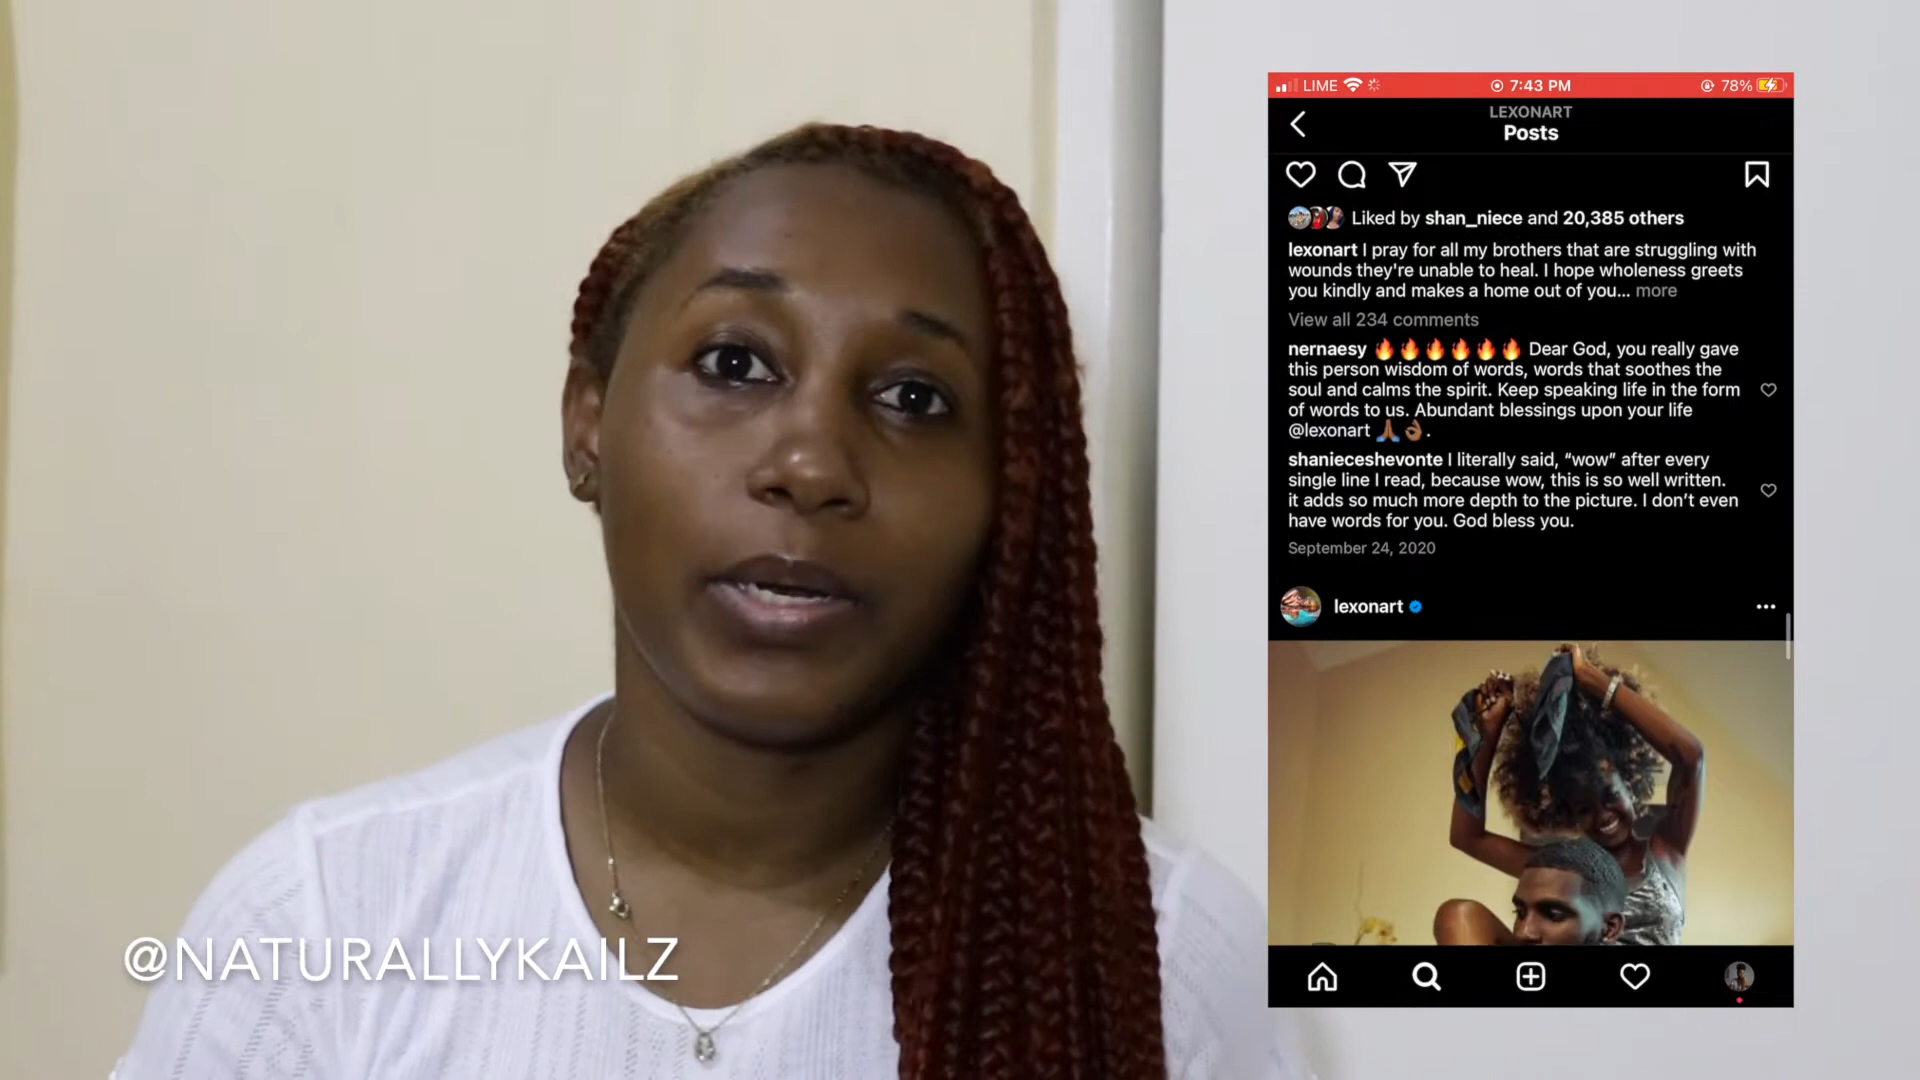 LIME
7:43 PM
78%
LEXONART
Posts
Liked by shan_niece and 20,385 others
lexonart I pray for all my brothers that are struggling with
wounds they're unable to heal. I hope wholeness greets
you kindly and makes a home out of you... more
View all 234 comments
nernaesy 🔥🔥🔥🔥🔥🔥 Dear God, you really gave
this person wisdom of words, words that soothes the
soul and calms the spirit. Keep speaking life in the form
of words to us. Abundant blessings upon your life
@lexonart 🙏🏾👌🏾.
shanieceshevonte I literally said, “wow” after every
single line I read, because wow, this is so well written.
it adds so much more depth to the picture. I don’t even
have words for you. God bless you.
September 24, 2020
lexonart
@NATURALLYKAILZ